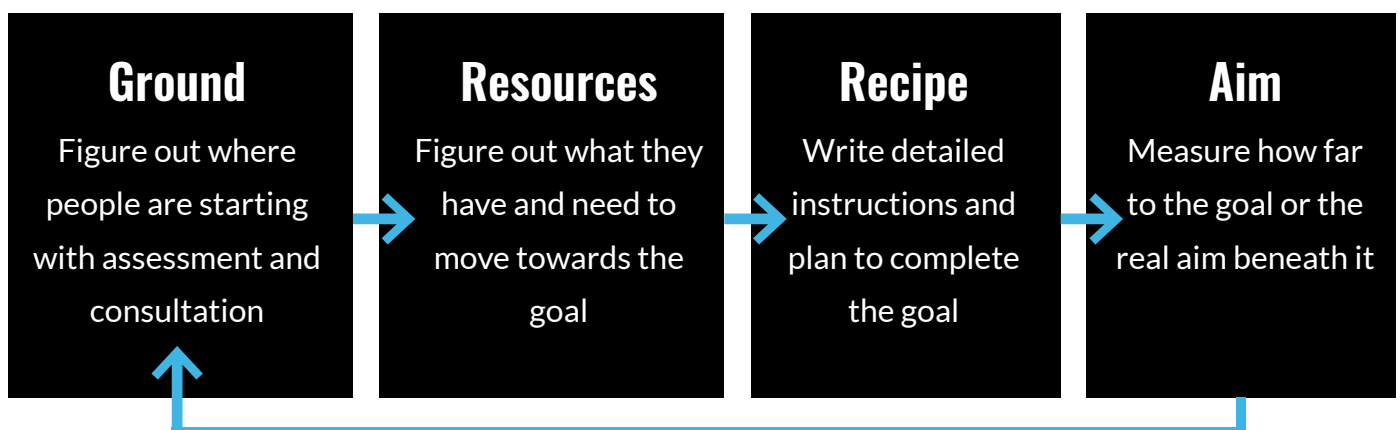 Ground
Figure out where
people are starting
with assessment and
consultation
Resources
Figure out what they
have and need to
move towards the
goal
Recipe
Write detailed
instructions and
plan to complete
the goal
Aim
Measure how far
to the goal or the
real aim beneath it